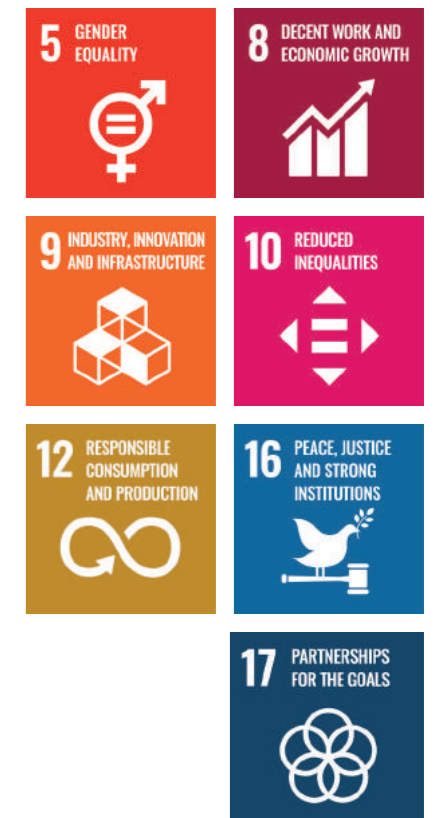 5 GENDER
EQUALITY
8 DECENT WORK AND
ECONOMIC GROWTH
9 INDUSTRY, INNOVATION
AND INFRASTRUCTURE
10 REDUCED
INEQUALITIES
12 RESPONSIBLE
CONSUMPTION
AND PRODUCTION
16 PEACE, JUSTICE
AND STRONG
INSTITUTIONS
17 PARTNERSHIPS
FOR THE GOALS